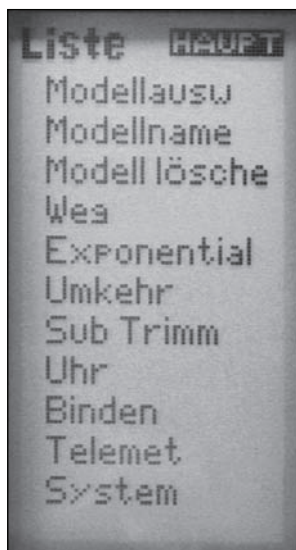 Liste HAUPT
Modellausw
Modellname
Modell lösche
Weg
Exponential
Umkehr
Sub Trimm
Uhr
Binden
Telemet
System